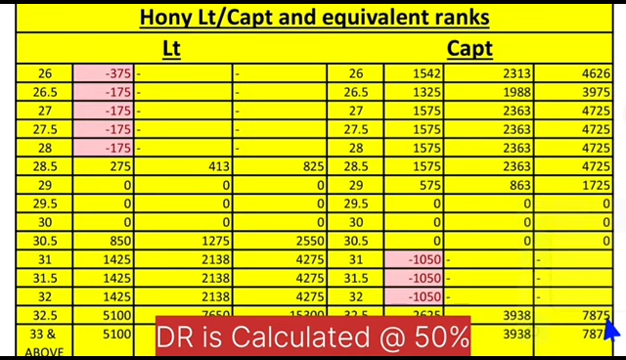 Hony Lt/Capt and equivalent ranks
Lt Capt
26 -375 - - 26 1542 2313 4626
26.5 -175 - - 26.5 1325 1988 3975
27 -175 - - 27 1575 2363 4725
27.5 -175 - - 27.5 1575 2363 4725
28 -175 - - 28 1575 2363 4725
28.5 275 413 825 28.5 1575 2363 4725
29 0 0 0 29 575 863 1725
29.5 0 0 0 29.5 0 0 0
30 0 0 0 30 0 0 0
30.5 850 1275 2550 30.5 0 0 0
31 1425 2138 4275 31 -1050 - -
31.5 1425 2138 4275 31.5 -1050 - -
32 1425 2138 4275 32 -1050 - -
32.5 5100 7650 15300 32.5 2625 3938 7875
33 & 5100 3938
ABOVE
DR is Calculated @ 50%